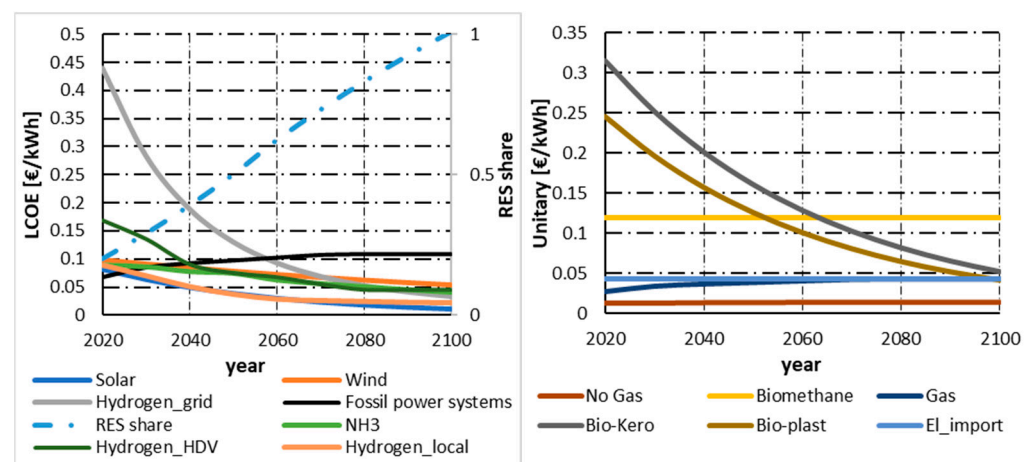 0.5
0.45
0.4
0.35
0.3
0.25
0.2
0.15
0.1
0.05
0
LCOE [€/kWh]
1
0.5
0
RES share
2020 2040 2060 2080 2100
year
Solar Wind
Hydrogen_grid Fossil power systems
RES share NH3
Hydrogen_HDV Hydrogen_local
0.35
0.3
0.25
0.2
0.15
0.1
0.05
0
Unitary [€/kWh]
2020 2040 2060 2080 2100
year
No Gas Biomethane Gas
Bio-Kero Bio-plast El_import